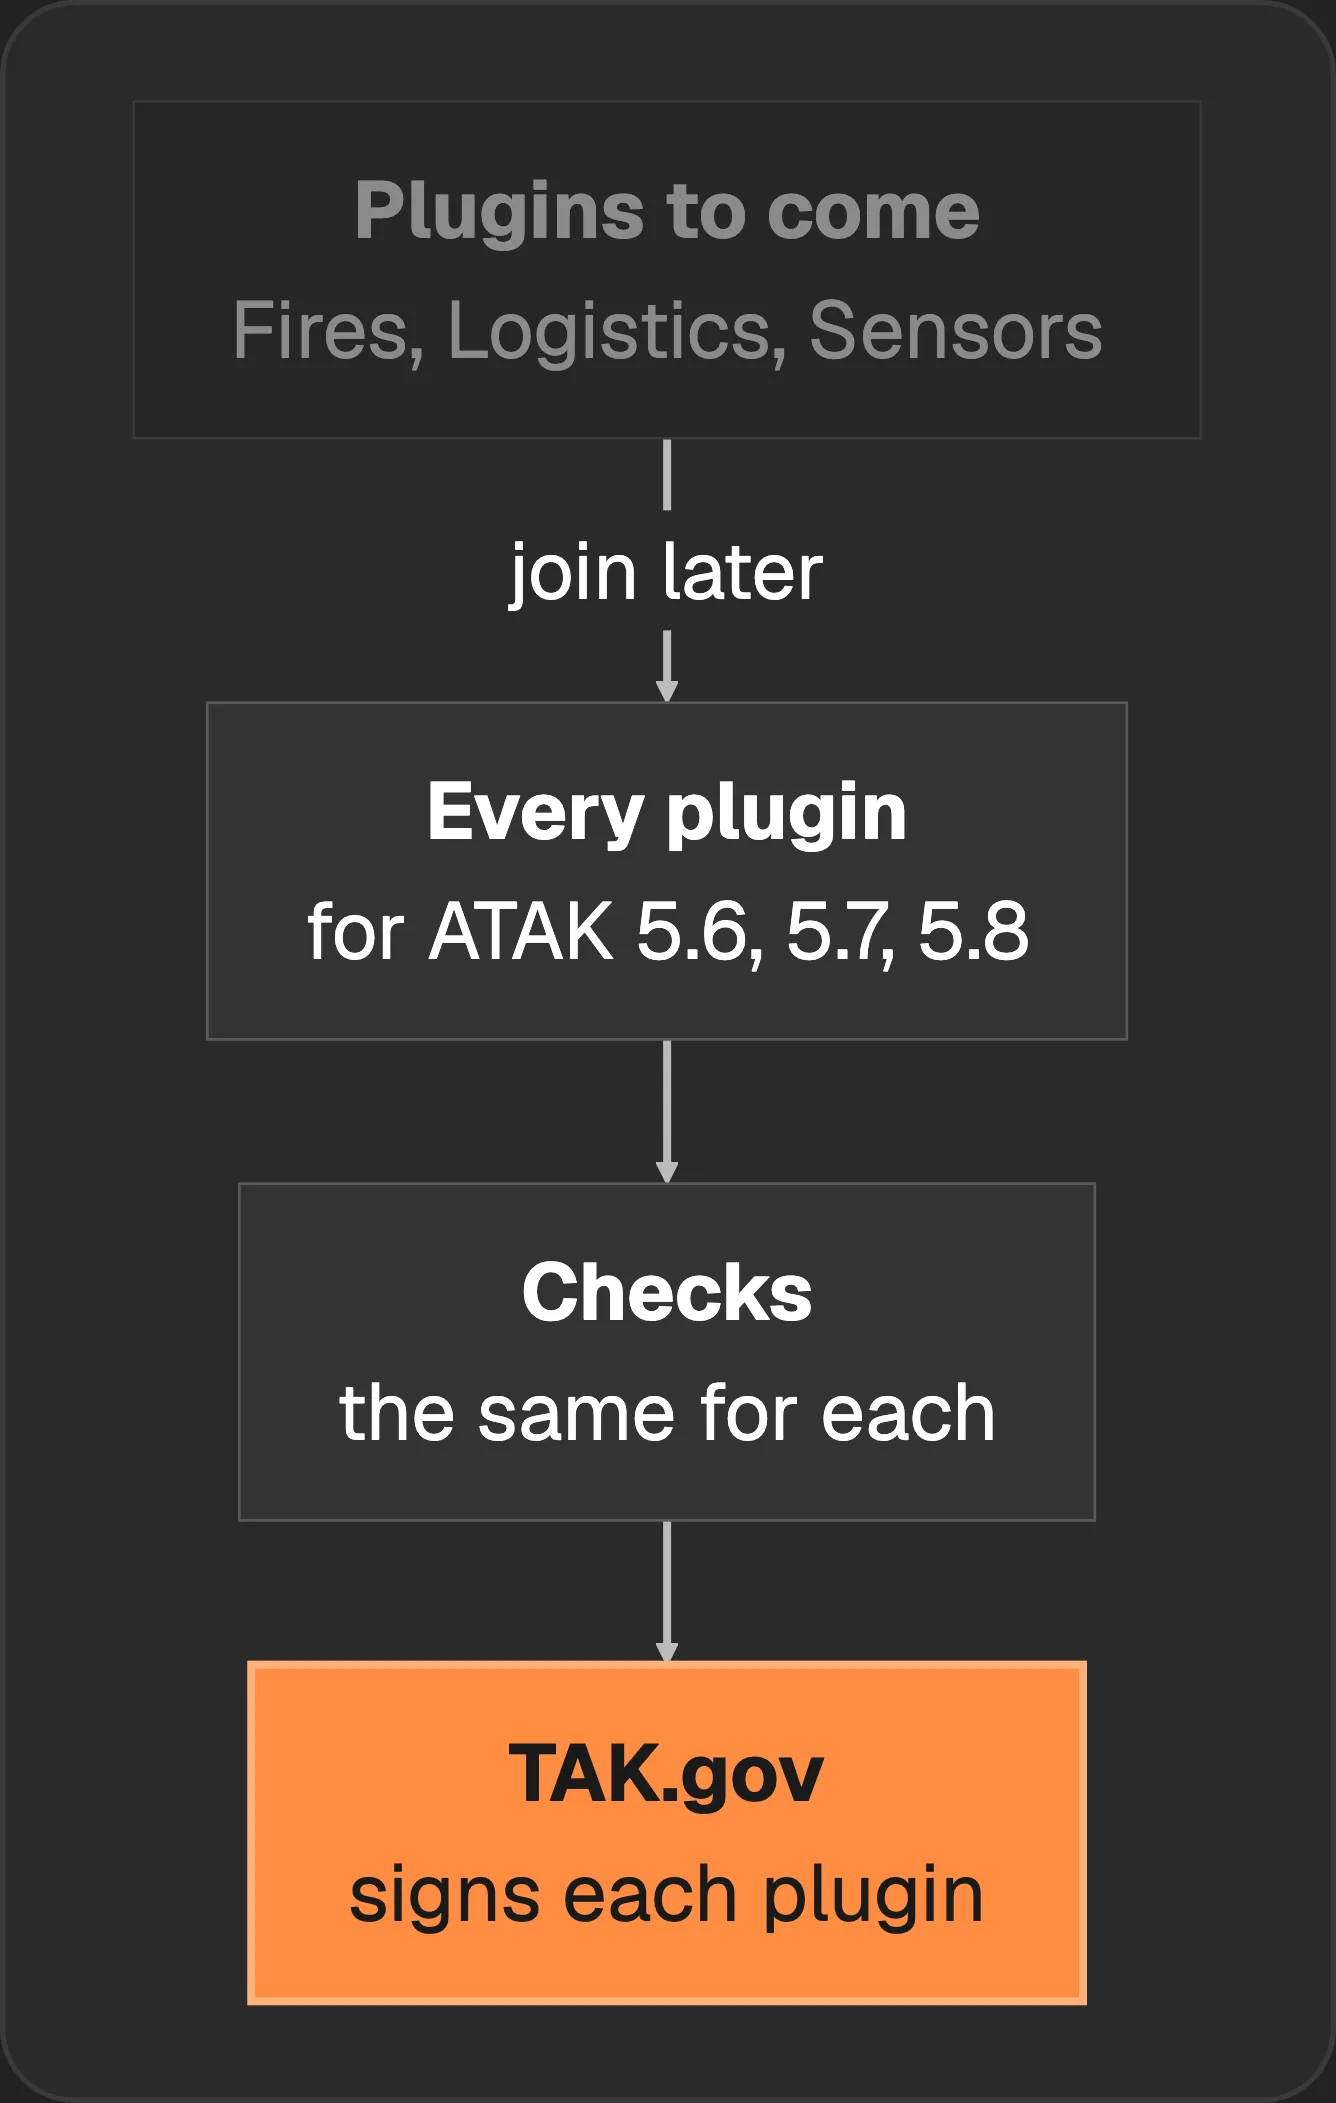 Plugins to come
Fires, Logistics, Sensors
join later
Every plugin
for ATAK 5.6, 5.7, 5.8
Checks
the same for each
TAK.gov
signs each plugin